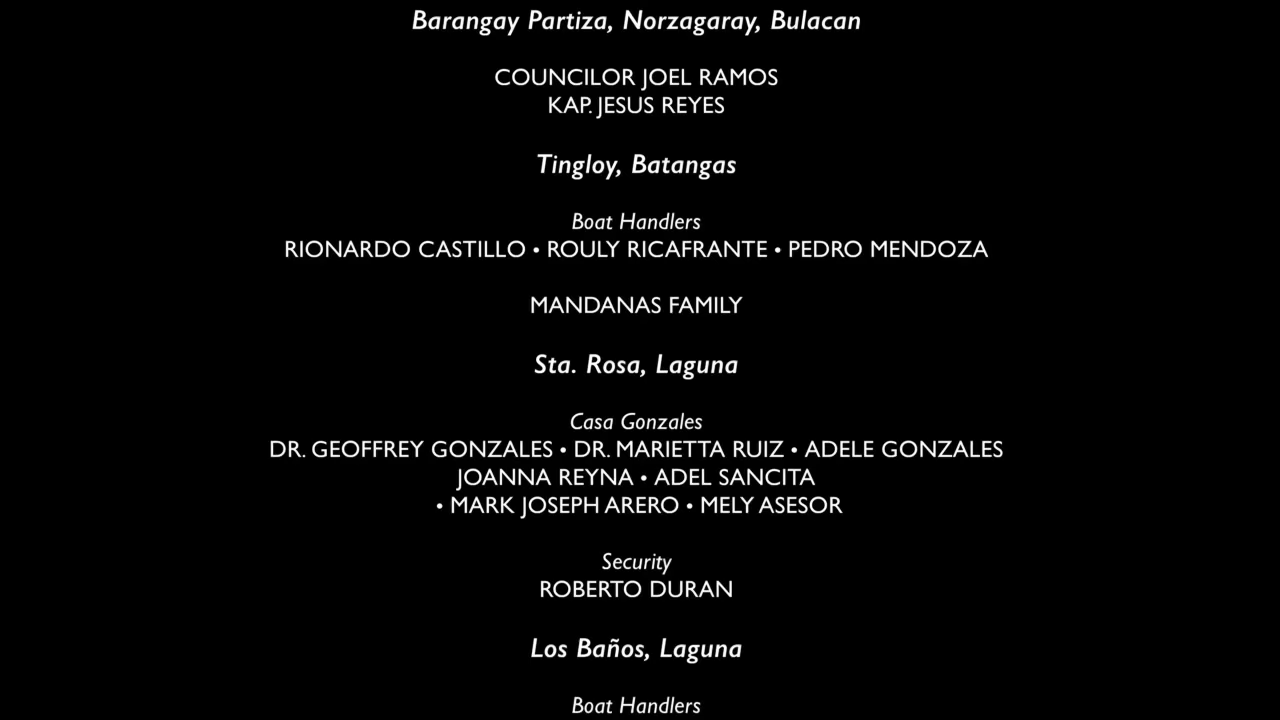 Barangay Partiza, Norzagaray, Bulacan
COUNCILOR JOEL RAMOS
KAP. JESUS REYES
Tingloy, Batangas
Boat Handlers
RIONARDO CASTILLO • ROULY RICAFRANTE • PEDRO MENDOZA
MANDANAS FAMILY
Sta. Rosa, Laguna
Casa Gonzales
DR. GEOFFREY GONZALES • DR. MARIETTA RUIZ • ADELE GONZALES
JOANNA REYNA • ADEL SANCITA
• MARK JOSEPH ARERO • MELY ASESOR
Security
ROBERTO DURAN
Los Baños, Laguna
Boat Handlers